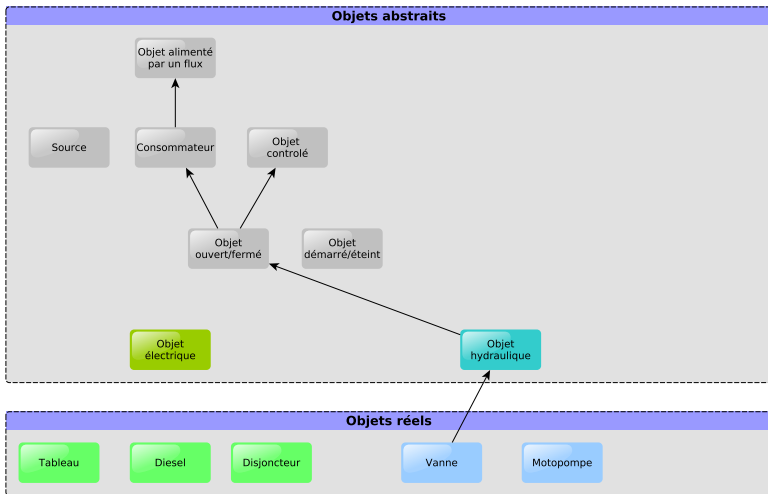 Objets abstraits
Objet alimenté
par un flux
Source
Consommateur
Objet
controlé
Objet
ouvert/fermé
Objet
démarré/éteint
Objet
électrique
Objet
hydraulique
Objets réels
Tableau
Diesel
Disjoncteur
Vanne
Motopompe